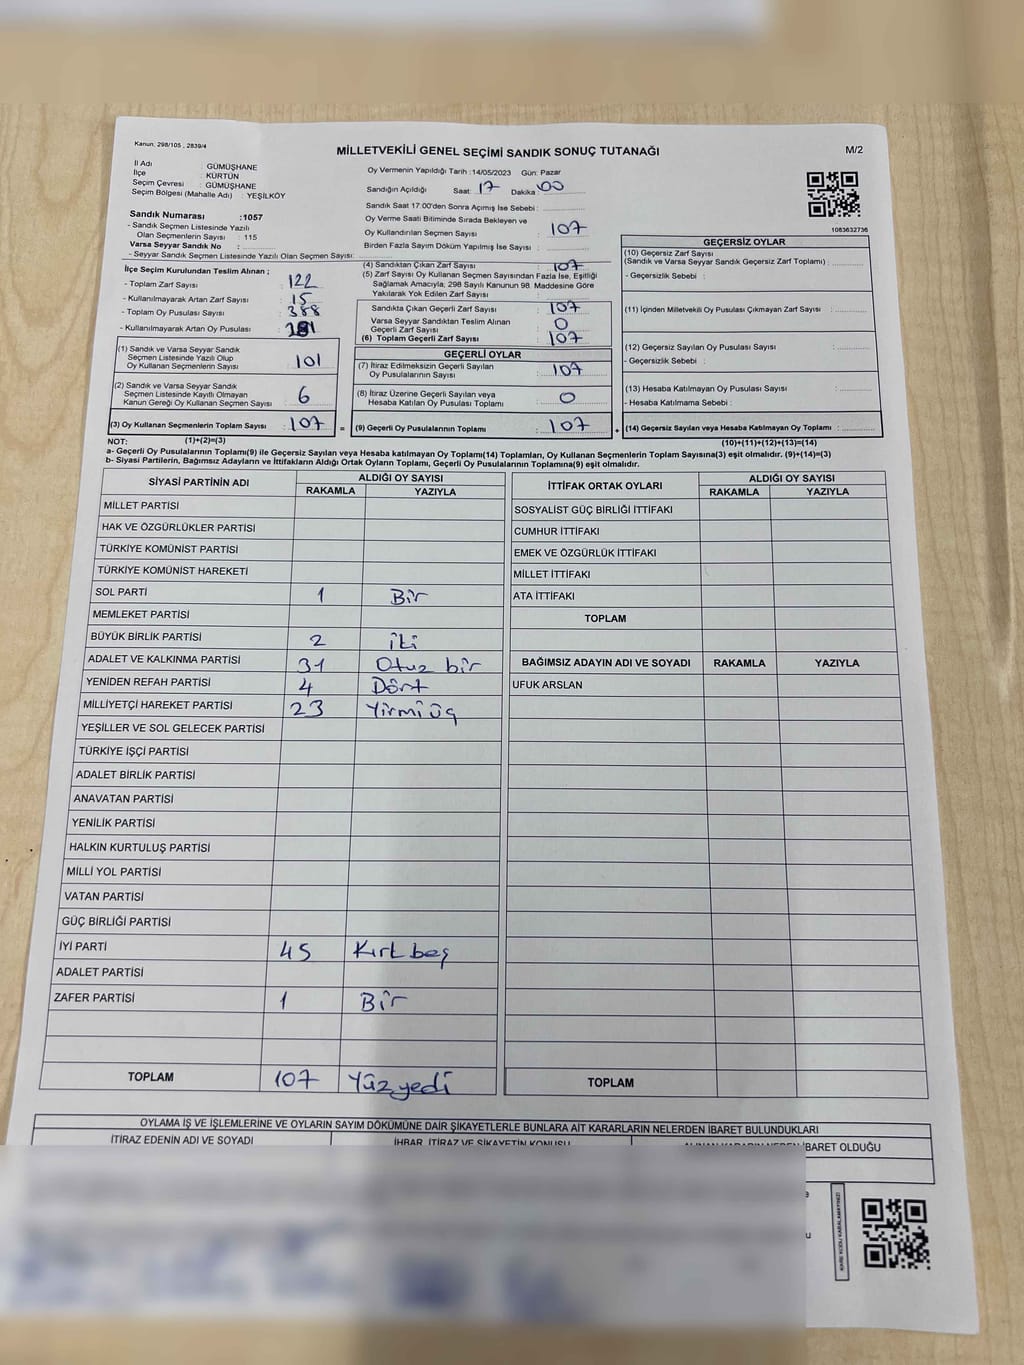 Kanun: 298/105 , 2839/4
MİLLETVEKİLİ GENEL SEÇİMİ SANDIK SONUÇ TUTANAĞI
M/2
İl Adı : GÜMÜŞHANE
İlçe : KÜRTÜN
Seçim Çevresi : GÜMÜŞHANE
Seçim Bölgesi (Mahalle Adı) : YEŞİLKÖY
Sandık Numarası :1057
- Sandık Seçmen Listesinde Yazılı
Olan Seçmenlerin Sayısı : 115
Varsa Seyyar Sandık No :
- Seyyar Sandık Seçmen Listesinde Yazılı Olan Seçmen Sayısı:
Oy Vermenin Yapıldığı Tarih :14/05/2023 Gün: Pazar
Sandığın Açıldığı Saat: 17 Dakika: 00
Sandık Saat 17:00'den Sonra Açımış İse Sebebi :
Oy Verme Saati Bitiminde Sırada Bekleyen ve
Oy Kullandırılan Seçmen Sayısı : 107
Birden Fazla Sayım Döküm Yapılmış İse Sayısı :
1083632736
İlçe Seçim Kurulundan Teslim Alınan ;
- Toplam Zarf Sayısı : 122
- Kullanılmayarak Artan Zarf Sayısı : 15
- Toplam Oy Pusulası Sayısı : 388
- Kullanılmayarak Artan Oy Pusulası :
(1) Sandık ve Varsa Seyyar Sandık
Seçmen Listesinde Yazılı Olup
Oy Kullanan Seçmenlerin Sayısı : 101
(2) Sandık ve Varsa Seyyar Sandık
Seçmen Listesinde Kayıtlı Olmayan
Kanun Gereği Oy Kullanan Seçmen Sayısı : 6
(3) Oy Kullanan Seçmenlerin Toplam Sayısı : 107
(4) Sandıktan Çıkan Zarf Sayısı : 107
(5) Zarf Sayısı Oy Kullanan Seçmen Sayısından Fazla İse, Eşitliği
Sağlamak Amacıyla, 298 Sayılı Kanunun 98. Maddesine Göre
Yakılarak Yok Edilen Zarf Sayısı :
Sandıkta Çıkan Geçerli Zarf Sayısı : 107
Varsa Seyyar Sandıktan Teslim Alınan
Geçerli Zarf Sayısı : 0
(6) Toplam Geçerli Zarf Sayısı : 107
GEÇERLİ OYLAR
(7) İtiraz Edilmeksizin Geçerli Sayılan
Oy Pusulalarının Sayısı : 107
(8) İtiraz Üzerine Geçerli Sayılan veya
Hesaba Katılan Oy Pusulası Toplamı : 0
= (9) Geçerli Oy Pusulalarının Toplamı : 107
GEÇERSİZ OYLAR
(10) Geçersiz Zarf Sayısı
(Sandık ve Varsa Seyyar Sandık Geçersiz Zarf Toplamı) :
- Geçersizlik Sebebi :
(11) İçinden Milletvekili Oy Pusulası Çıkmayan Zarf Sayısı :
(12) Geçersiz Sayılan Oy Pusulası Sayısı :
- Geçersizlik Sebebi :
(13) Hesaba Katılmayan Oy Pusulası Sayısı :
- Hesaba Katılmama Sebebi :
+ (14) Geçersiz Sayılan veya Hesaba Katılmayan Oy Toplamı :
NOT: (1)+(2)=(3)
(10)+(11)+(12)+(13)=(14)
a- Geçerli Oy Pusulalarının Toplamı(9) ile Geçersiz Sayılan veya Hesaba katılmayan Oy Toplamı(14) Toplamları, Oy Kullanan Seçmenlerin Toplam Sayısına(3) eşit olmalıdır. (9)+(14)=(3)
b- Siyasi Partilerin, Bağımsız Adayların ve İttifakların Aldığı Ortak Oyların Toplamı, Geçerli Oy Pusulalarının Toplamına(9) eşit olmalıdır.
SİYASİ PARTİNİN ADI
ALDIĞI OY SAYISI
RAKAMLA YAZIYLA
MİLLET PARTİSİ
HAK VE ÖZGÜRLÜKLER PARTİSİ
TÜRKİYE KOMÜNİST PARTİSİ
TÜRKİYE KOMÜNİST HAREKETİ
SOL PARTİ 1 Bir
MEMLEKET PARTİSİ
BÜYÜK BİRLİK PARTİSİ 2 iki
ADALET VE KALKINMA PARTİSİ 31 Otuz bir
YENİDEN REFAH PARTİSİ 4 Dört
MİLLİYETÇİ HAREKET PARTİSİ 23 Yirmi üç
YEŞİLLER VE SOL GELECEK PARTİSİ
TÜRKİYE İŞÇİ PARTİSİ
ADALET BİRLİK PARTİSİ
ANAVATAN PARTİSİ
YENİLİK PARTİSİ
HALKIN KURTULUŞ PARTİSİ
MİLLİ YOL PARTİSİ
VATAN PARTİSİ
GÜÇ BİRLİĞİ PARTİSİ
İYİ PARTİ 45 Kırk beş
ADALET PARTİSİ
ZAFER PARTİSİ 1 Bir
TOPLAM 107 Yüz yedi
İTTİFAK ORTAK OYLARI
ALDIĞI OY SAYISI
RAKAMLA YAZIYLA
SOSYALİST GÜÇ BİRLİĞİ İTTİFAKI
CUMHUR İTTİFAKI
EMEK VE ÖZGÜRLÜK İTTİFAKI
MİLLET İTTİFAKI
ATA İTTİFAKI
TOPLAM
BAĞIMSIZ ADAYIN ADI VE SOYADI RAKAMLA YAZIYLA
UFUK ARSLAN
TOPLAM
OYLAMA İŞ VE İŞLEMLERİNE VE OYLARIN SAYIM DÖKÜMÜNE DAİR ŞİKAYETLERLE BUNLARA AİT KARARLARIN NELERDEN İBARET BULUNDUKLARI
İTİRAZ EDENİN ADI VE SOYADI
İHBAR, İTİRAZ VE ŞİKAYETİN KONUSU
ALINAN KARARIN NEDEN İBARET OLDUĞU
KARE KODU KARALAMAYINIZ!